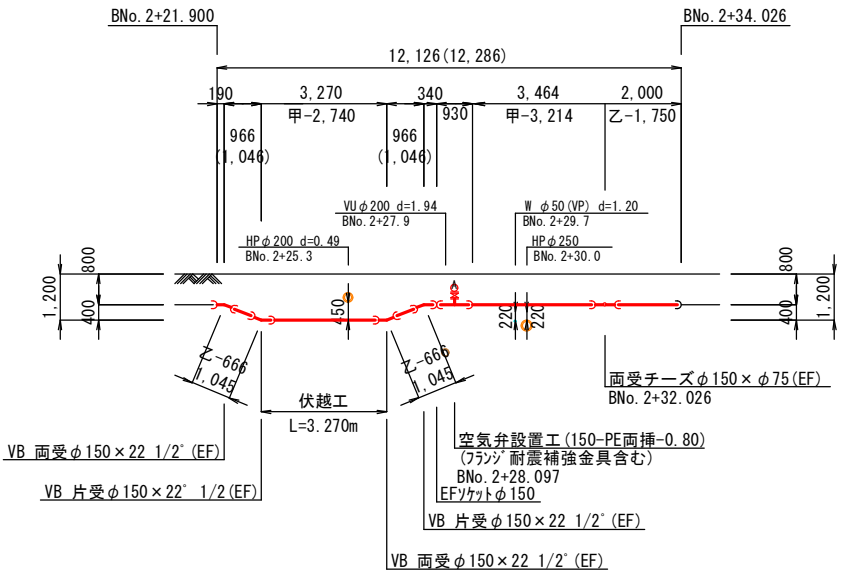 BNo. 2+21.900
BNo. 2+34.026
12,126(12,286)
190
3,270
340
3,464
2,000
甲-2,740
930
甲-3,214
乙-1,750
966
(1,046)
966
(1,046)
VUφ200 d=1.94
BNo. 2+27.9
W φ50(VP) d=1.20
BNo. 2+29.7
HPφ200 d=0.49
BNo. 2+25.3
HPφ250
BNo. 2+30.0
800
1,200
400
450
220
220
800
1,200
400
乙-666
1,045
乙-666
1,045
伏越工
L=3.270m
両受チーズφ150×φ75(EF)
BNo. 2+32.026
空気弁設置工(150-PE両挿-0.80)
(フランジ耐震補強金具含む)
BNo. 2+28.097
VB 両受φ150×22 1/2°(EF)
VB 片受φ150×22° 1/2(EF)
EFソケットφ150
VB 片受φ150×22 1/2°(EF)
VB 両受φ150×22 1/2°(EF)